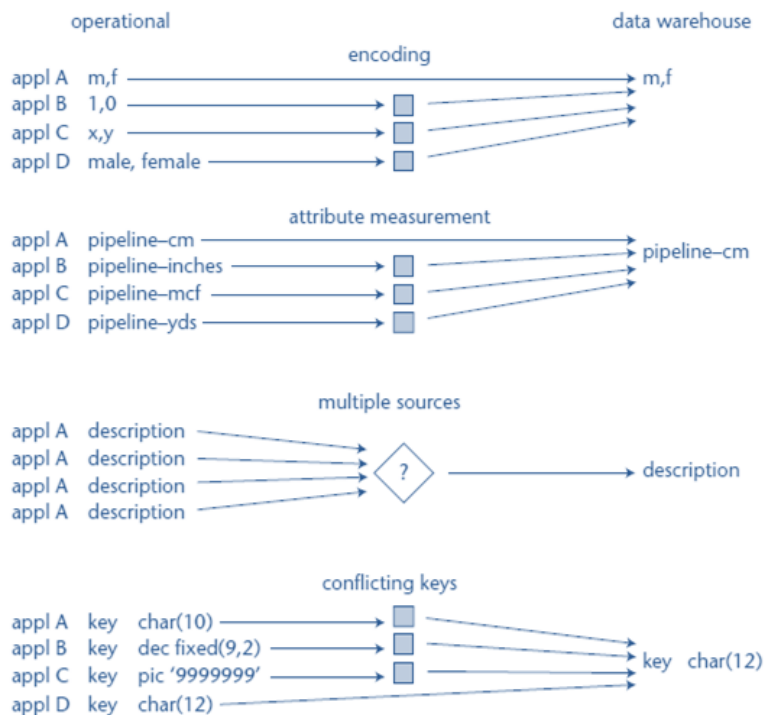 operational data warehouse
encoding
appl A m,f m,f
appl B 1,0
appl C x,y
appl D male, female
attribute measurement
appl A pipeline–cm
pipeline–cm
appl B pipeline–inches
appl C pipeline–mcf
appl D pipeline–yds
multiple sources
appl A description
appl A description
? description
appl A description
appl A description
conflicting keys
appl A key char(10)
appl B key dec fixed(9,2)
key char(12)
appl C key pic ‘9999999’
appl D key char(12)